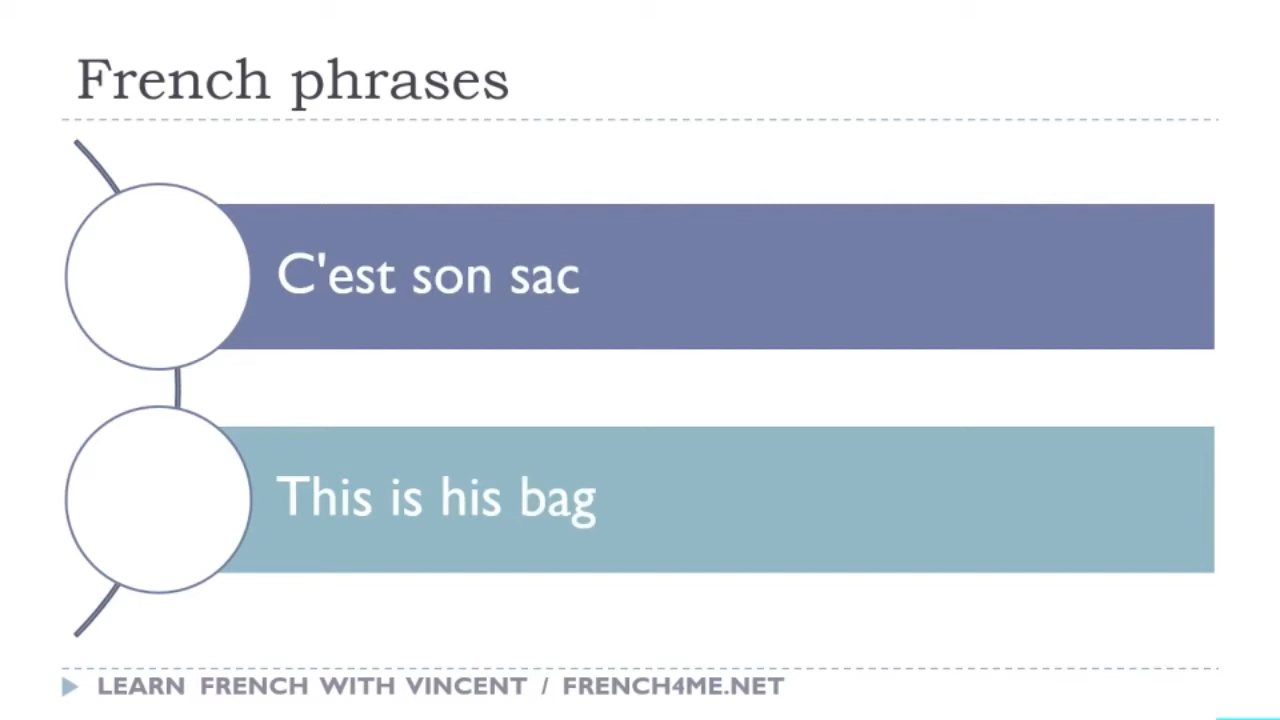 French phrases
C'est son sac
This is his bag
LEARN FRENCH WITH VINCENT / FRENCH4ME.NET